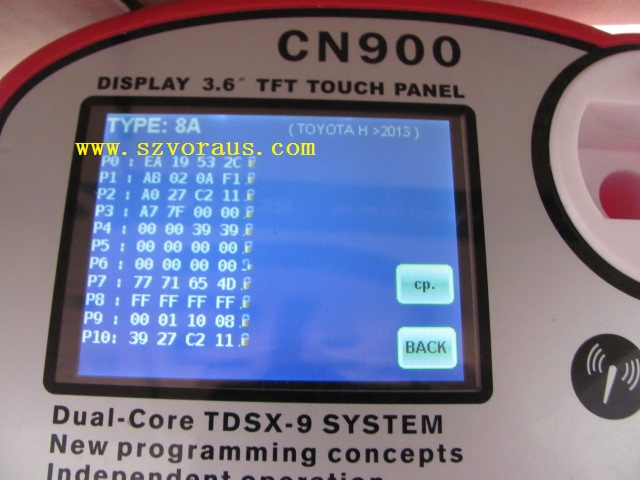 CN900
DISPLAY 3.6" TFT TOUCH PANEL
TYPE: 8A (TOYOTA H >2013)
www.szvoraus.com
P0 : EA 19 53 2C
P1 : AB 02 0A F1
P2 : A0 27 C2 11
P3 : A7 7F 00 00
P4 : 00 00 39 39
P5 : 00 00 00 00
P6 : 00 00 00 00
P7 : 77 71 65 4D
P8 : FF FF FF FF
P9 : 00 01 10 08
P10: 39 27 C2 11
cp.
BACK
Dual-Core TDSX-9 SYSTEM
New programming concepts
Independent operation